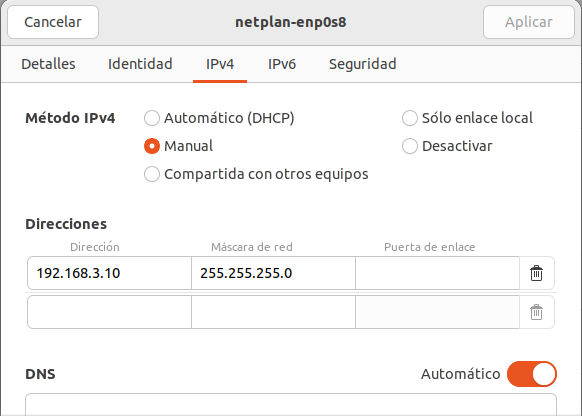 Cancelar netplan-enp0s8 Aplicar
Detalles Identidad IPv4 IPv6 Seguridad
Método IPv4 Automático (DHCP) Sólo enlace local
Manual Desactivar
Compartida con otros equipos
Direcciones
Dirección Máscara de red Puerta de enlace
192.168.3.10 255.255.255.0
DNS Automático